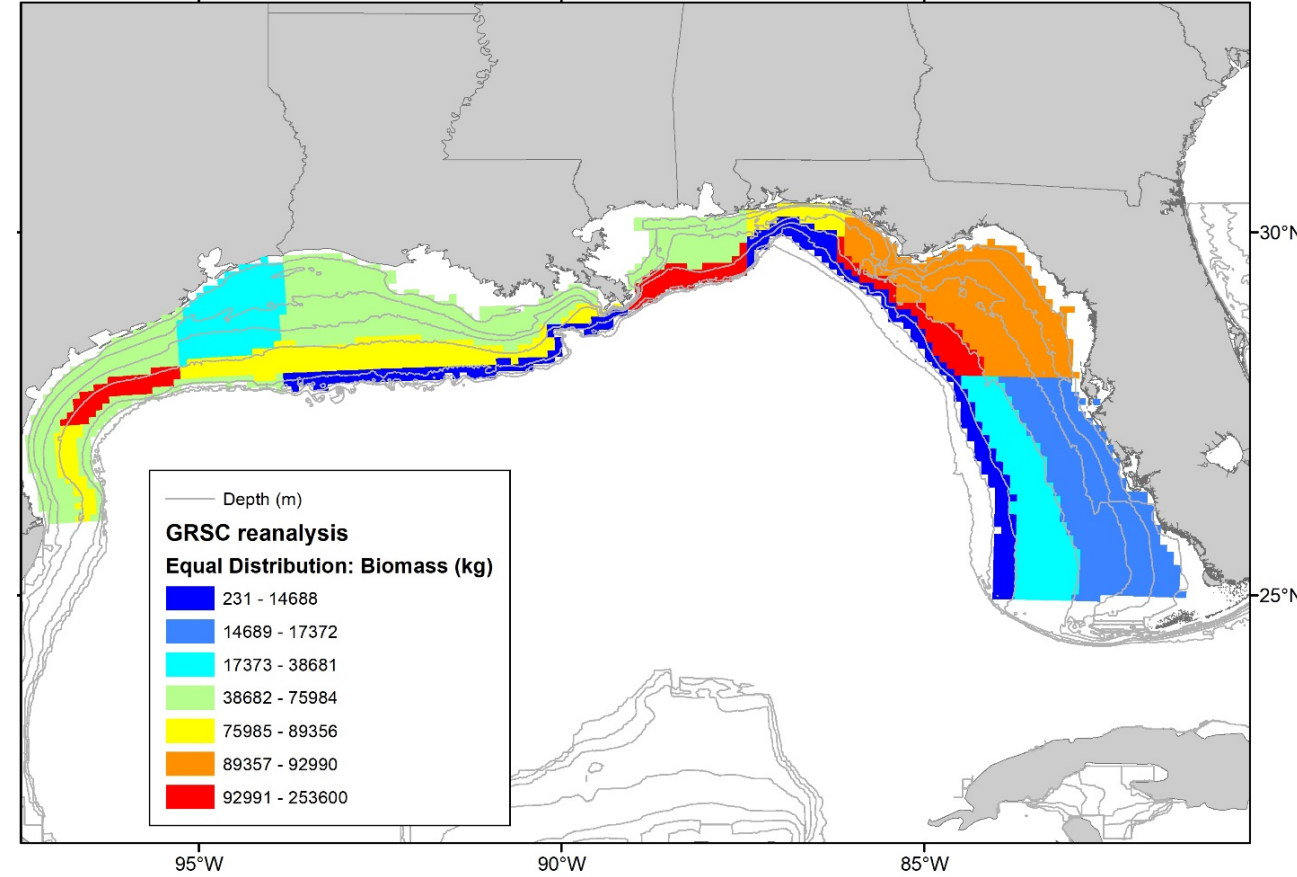 30°N
Depth (m)
GRSC reanalysis
Equal Distribution: Biomass (kg)
231 - 14688
14689 - 17372
17373 - 38681
38682 - 75984
75985 - 89356
89357 - 92990
92991 - 253600
25°N
95°W
90°W
85°W